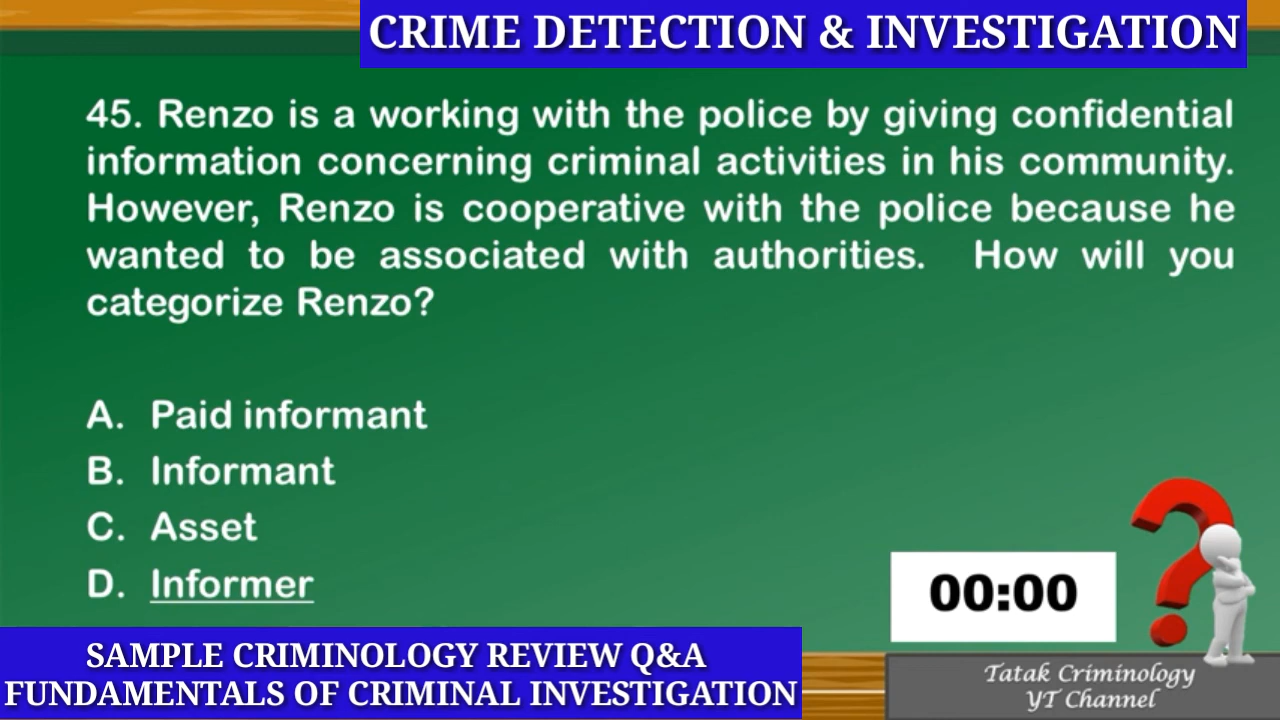 CRIME DETECTION & INVESTIGATION
45. Renzo is a working with the police by giving confidential
information concerning criminal activities in his community.
However, Renzo is cooperative with the police because he
wanted to be associated with authorities. How will you
categorize Renzo?
A. Paid informant
B. Informant
C. Asset
D. Informer
00:00
SAMPLE CRIMINOLOGY REVIEW Q&A
FUNDAMENTALS OF CRIMINAL INVESTIGATION
Tatak Criminology
YT Channel